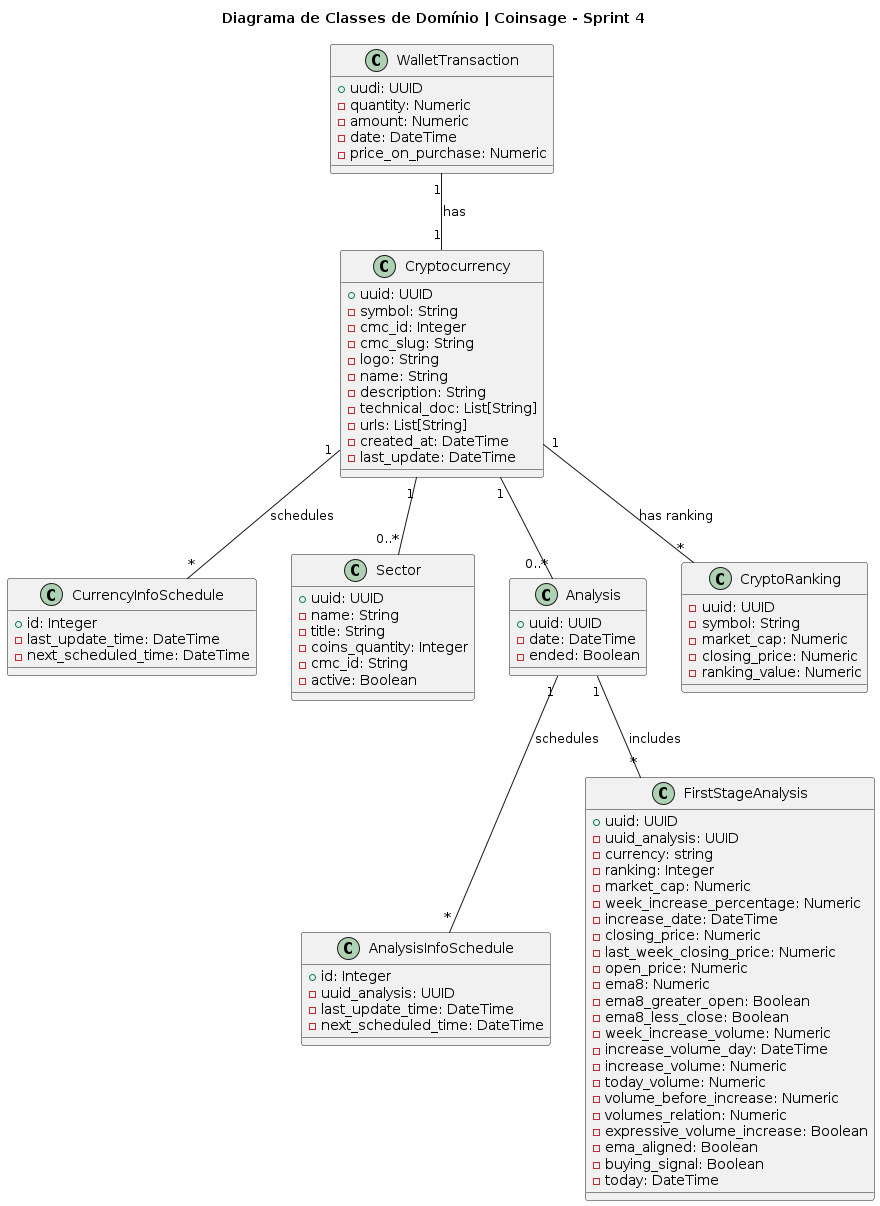 Diagrama de Classes de Domínio | Coinsage - Sprint 4
C WalletTransaction
uudi: UUID
quantity: Numeric
amount: Numeric
date: DateTime
price_on_purchase: Numeric
1
has
1
C Cryptocurrency
uuid: UUID
symbol: String
cmc_id: Integer
cmc_slug: String
logo: String
name: String
description: String
technical_doc: List[String]
urls: List[String]
created_at: DateTime
last_update: DateTime
1
schedules
*
1
0..*
1
0..*
1
has ranking
*
C CurrencyInfoSchedule
id: Integer
last_update_time: DateTime
next_scheduled_time: DateTime
C Sector
uuid: UUID
name: String
title: String
coins_quantity: Integer
cmc_id: String
active: Boolean
C Analysis
uuid: UUID
date: DateTime
ended: Boolean
C CryptoRanking
uuid: UUID
symbol: String
market_cap: Numeric
closing_price: Numeric
ranking_value: Numeric
1
schedules
*
1
includes
*
C AnalysisInfoSchedule
id: Integer
uuid_analysis: UUID
last_update_time: DateTime
next_scheduled_time: DateTime
C FirstStageAnalysis
uuid: UUID
uuid_analysis: UUID
currency: string
ranking: Integer
market_cap: Numeric
week_increase_percentage: Numeric
increase_date: DateTime
closing_price: Numeric
last_week_closing_price: Numeric
open_price: Numeric
ema8: Numeric
ema8_greater_open: Boolean
ema8_less_close: Boolean
week_increase_volume: Numeric
increase_volume_day: DateTime
increase_volume: Numeric
today_volume: Numeric
volume_before_increase: Numeric
volumes_relation: Numeric
expressive_volume_increase: Boolean
ema_aligned: Boolean
buying_signal: Boolean
today: DateTime